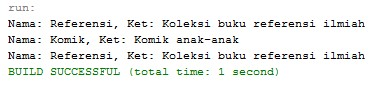 run:
Nama: Referensi, Ket: Koleksi buku referensi ilmiah
Nama: Komik, Ket: Komik anak-anak
Nama: Referensi, Ket: Koleksi buku referensi ilmiah
BUILD SUCCESSFUL (total time: 1 second)